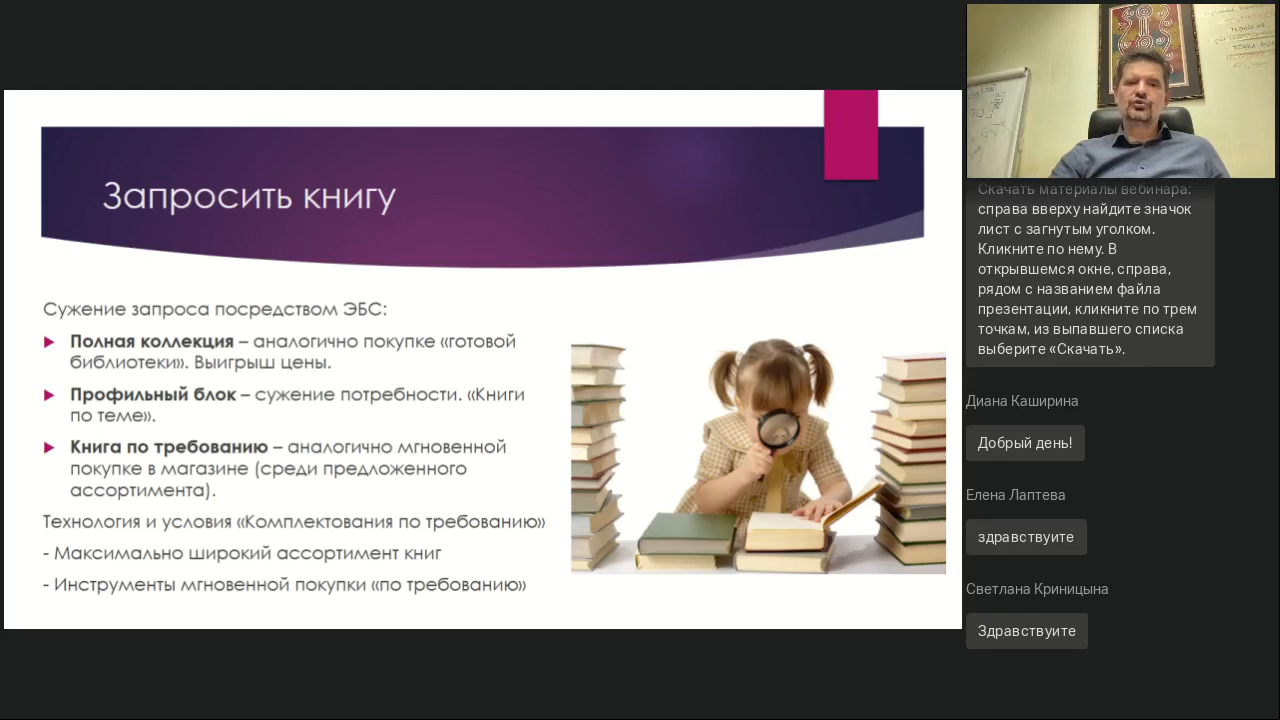 Запросить книгу
Сужение запроса посредством ЭБС:
Полная коллекция – аналогично покупке «готовой
библиотеки». Выигрыш цены.
Профильный блок – сужение потребности. «Книги
по теме».
Книга по требованию – аналогично мгновенной
покупке в магазине (среди предложенного
ассортимента).
Технология и условия «Комплектования по требованию»
- Максимально широкий ассортимент книг
- Инструменты мгновенной покупки «по требованию»
Скачать материалы вебинара:
справа вверху найдите значок
лист с загнутым уголком.
Кликните по нему. В
открывшемся окне, справа,
рядом с названием файла
презентации, кликните по трем
точкам, из выпавшего списка
выберите «Скачать».
Диана Каширина
Добрый день!
Елена Лаптева
здравствуите
Светлана Криницына
Здравствуите